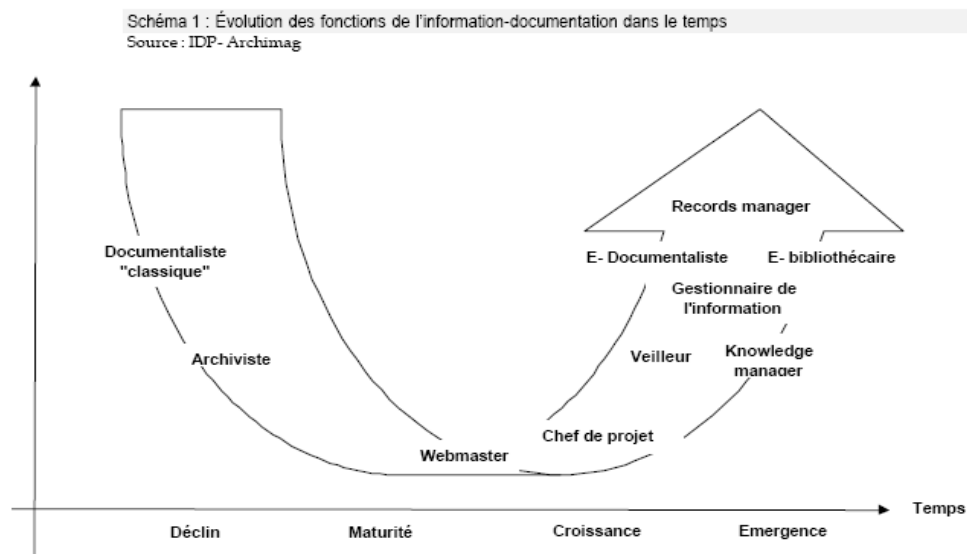 Schéma 1 : Évolution des fonctions de l'information-documentation dans le temps
Source : IDP- Archimag
Records manager
Documentaliste
"classique"
E- Documentaliste
E- bibliothécaire
Gestionnaire de
l'information
Archiviste
Veilleur
Knowledge
manager
Chef de projet
Webmaster
Temps
Déclin
Maturité
Croissance
Emergence